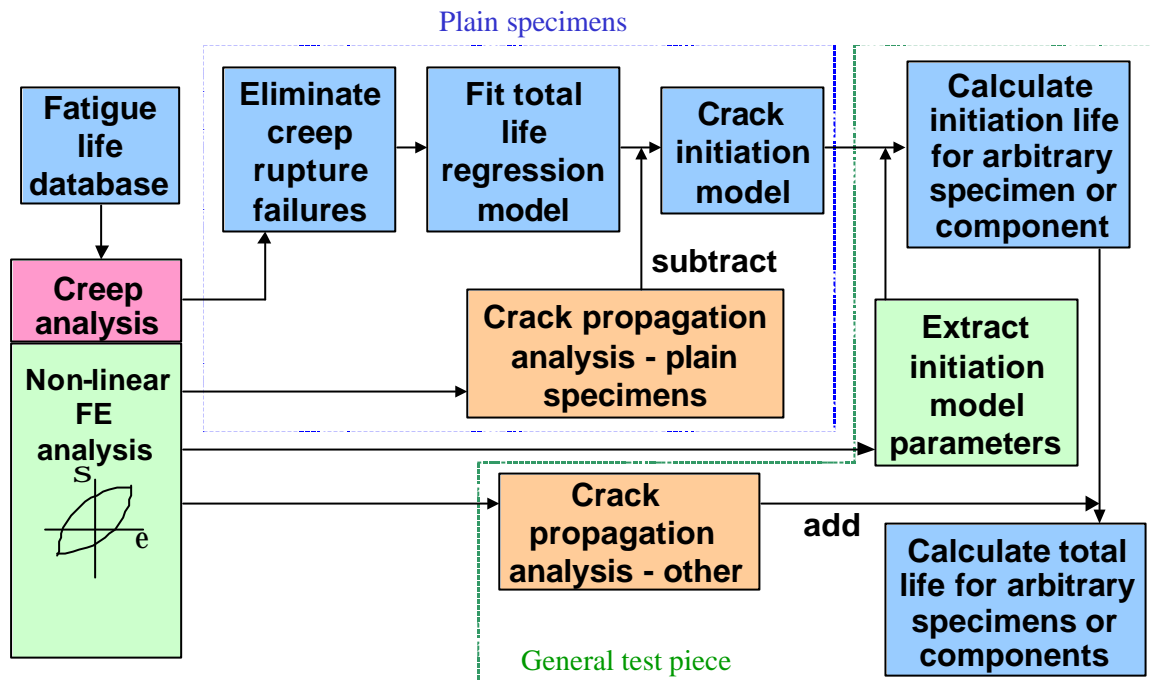 Plain specimens
Fatigue
life
database
Eliminate
creep
rupture
failures
Fit total
life
regression
model
Crack
initiation
model
Calculate
initiation life
for arbitrary
specimen or
component
subtract
Creep
analysis
Crack propagation
analysis - plain
specimens
Extract
initiation
model
parameters
Non-linear
FE
analysis
s
e
Crack
propagation
analysis - other
add
Calculate total
life for arbitrary
specimens or
components
General test piece